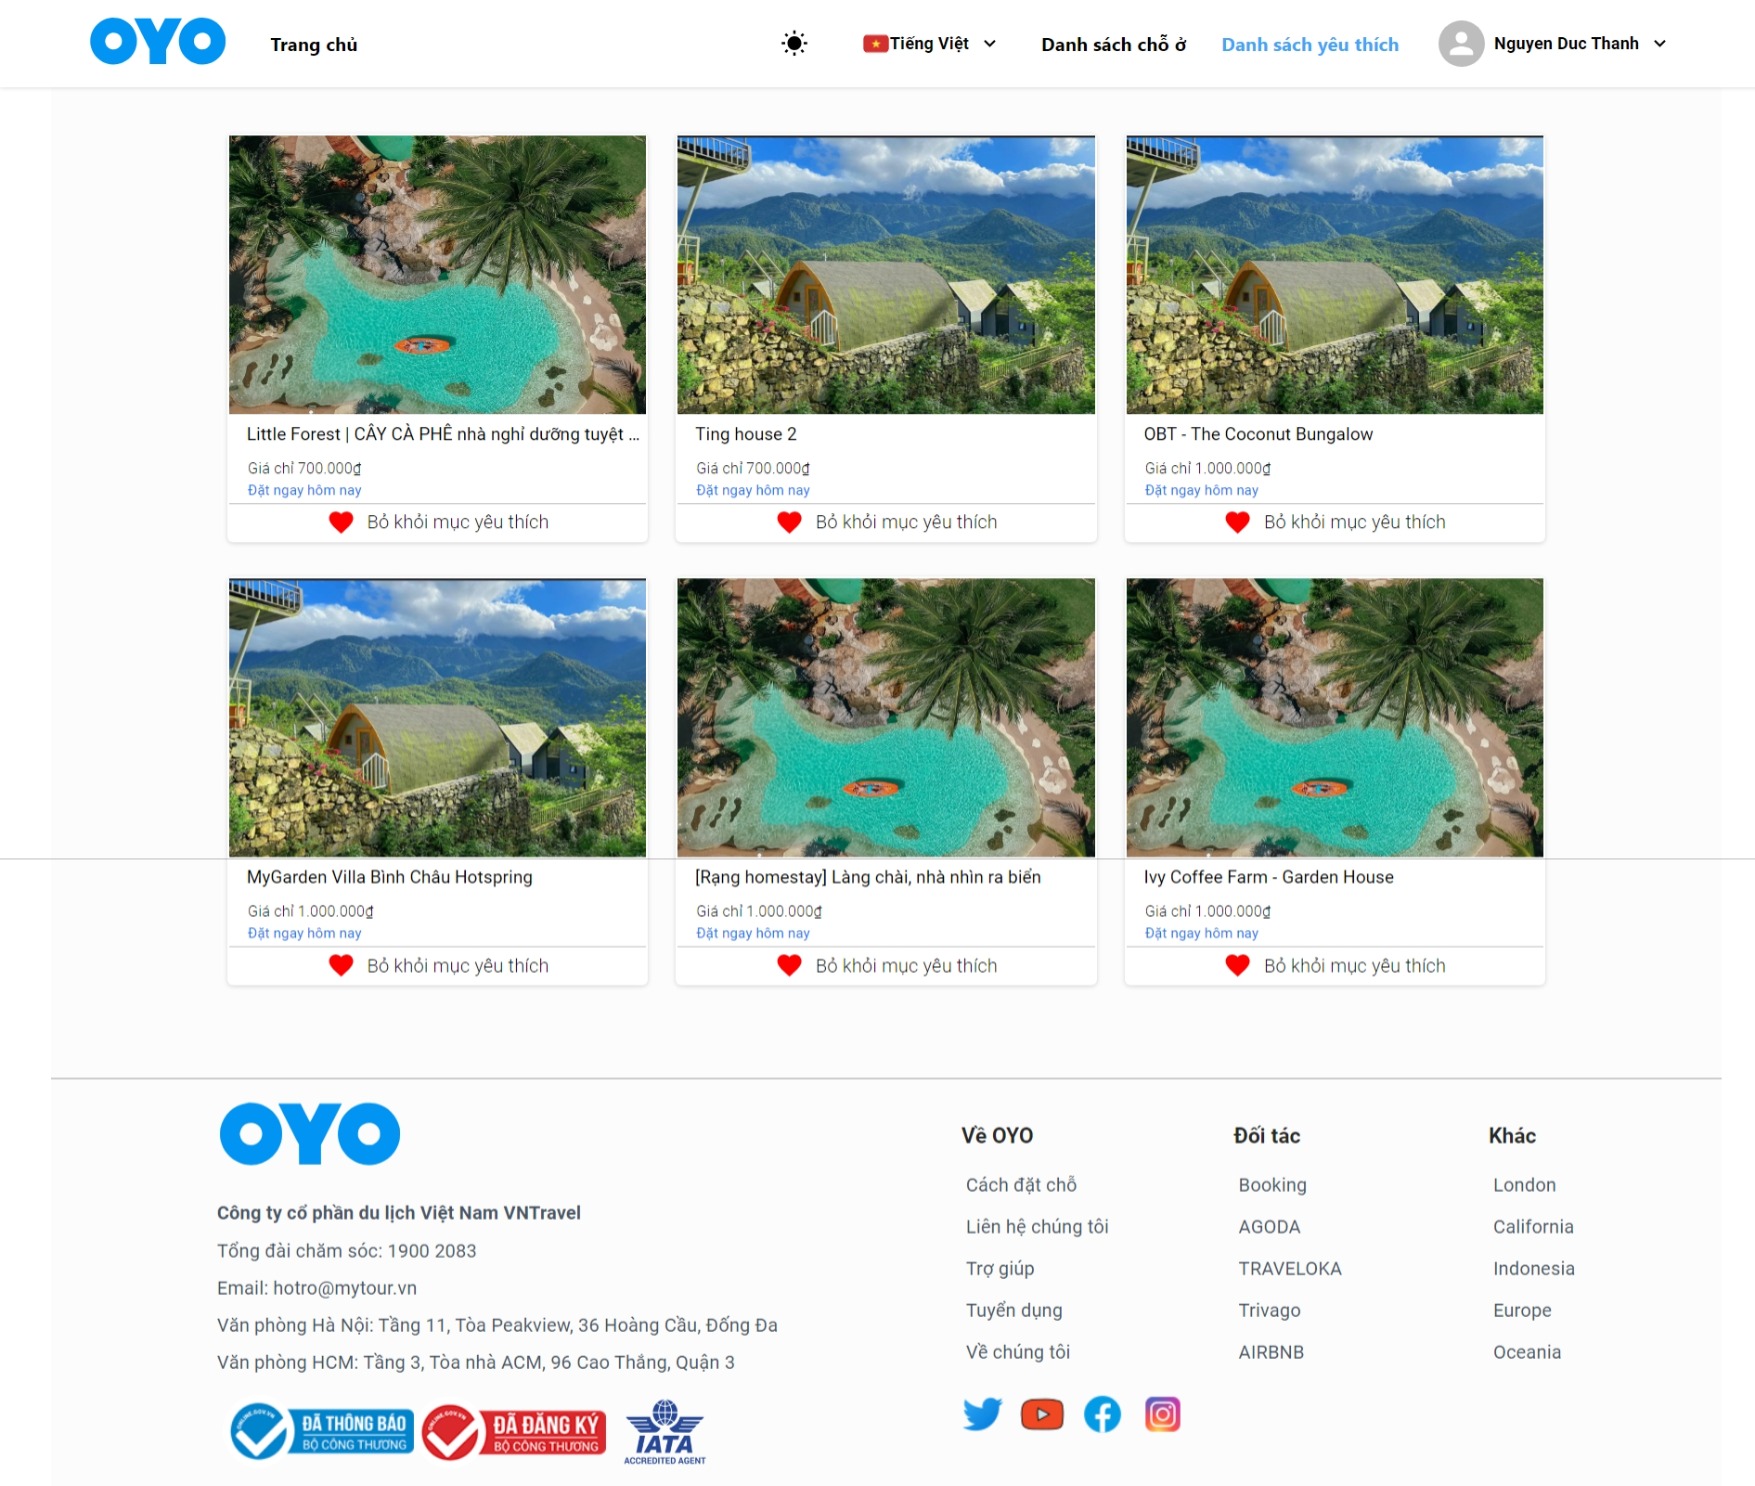 OYO
Trang chủ
Tiếng Việt
Danh sách chỗ ở
Danh sách yêu thích
Nguyen Duc Thanh
Little Forest | CÂY CÀ PHÊ nhà nghỉ dưỡng tuyệt ...
Giá chỉ 700.000₫
Đặt ngay hôm nay
Bỏ khỏi mục yêu thích
Ting house 2
Giá chỉ 700.000₫
Đặt ngay hôm nay
Bỏ khỏi mục yêu thích
OBT - The Coconut Bungalow
Giá chỉ 1.000.000₫
Đặt ngay hôm nay
Bỏ khỏi mục yêu thích
MyGarden Villa Bình Châu Hotspring
Giá chỉ 1.000.000₫
Đặt ngay hôm nay
Bỏ khỏi mục yêu thích
[Rạng homestay] Làng chài, nhà nhìn ra biển
Giá chỉ 1.000.000₫
Đặt ngay hôm nay
Bỏ khỏi mục yêu thích
Ivy Coffee Farm - Garden House
Giá chỉ 1.000.000₫
Đặt ngay hôm nay
Bỏ khỏi mục yêu thích
OYO
Công ty cổ phần du lịch Việt Nam VNTravel
Tổng đài chăm sóc: 1900 2083
Email: hotro@mytour.vn
Văn phòng Hà Nội: Tầng 11, Tòa Peakview, 36 Hoàng Cầu, Đống Đa
Văn phòng HCM: Tầng 3, Tòa nhà ACM, 96 Cao Thắng, Quận 3
ONLINE.GOV.VN
ĐÃ THÔNG BÁO
BỘ CÔNG THƯƠNG
ONLINE.GOV.VN
ĐÃ ĐĂNG KÝ
BỘ CÔNG THƯƠNG
IATA
ACCREDITED AGENT
Về OYO
Cách đặt chỗ
Liên hệ chúng tôi
Trợ giúp
Tuyển dụng
Về chúng tôi
Đối tác
Booking
AGODA
TRAVELOKA
Trivago
AIRBNB
Khác
London
California
Indonesia
Europe
Oceania